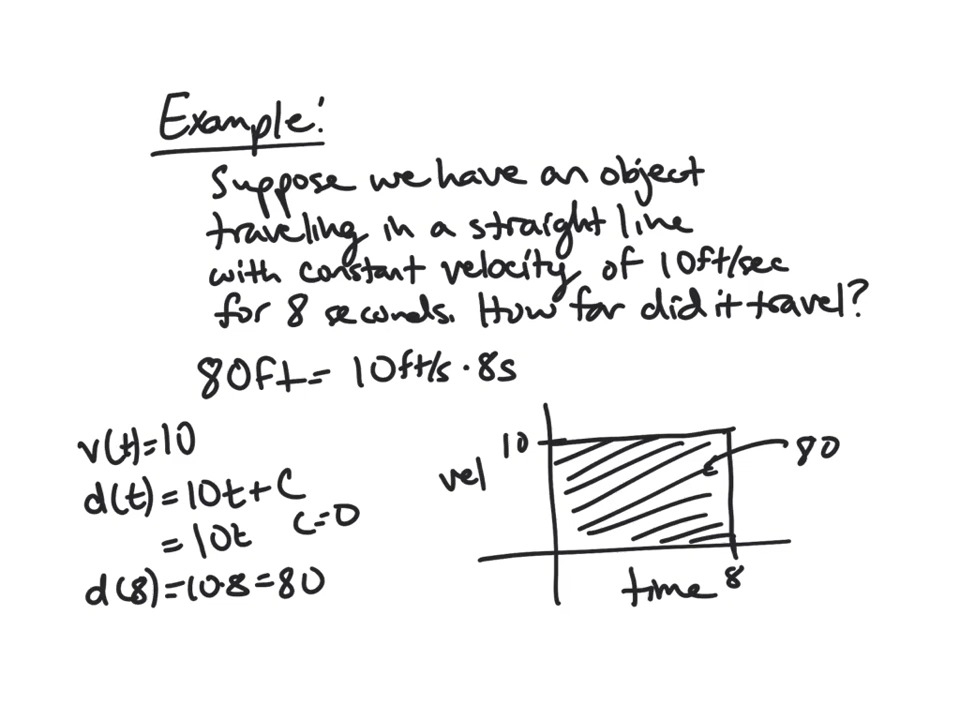 Example:
Suppose we have an object
traveling in a straight line
with constant velocity of 10ft/sec
for 8 seconds. How far did it travel?
80ft = 10ft/s · 8s
v(t)=10
d(t)=10t+C
=10t C=0
d(8)=10·8=80
10
vel
80
time 8